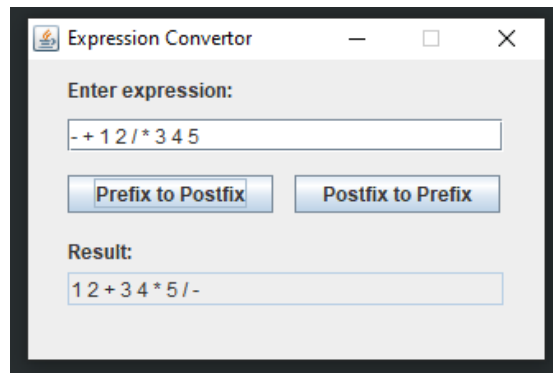 Expression Convertor
Enter expression:
- + 1 2 / * 3 4 5
Prefix to Postfix Postfix to Prefix
Result:
1 2 + 3 4 * 5 / -